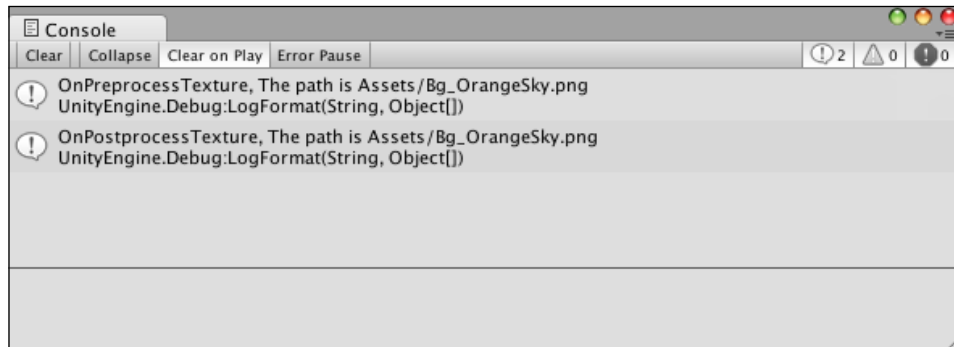 Console
Clear Collapse Clear on Play Error Pause 2 0 0
OnPreprocessTexture, The path is Assets/Bg_OrangeSky.png
UnityEngine.Debug:LogFormat(String, Object[])
OnPostprocessTexture, The path is Assets/Bg_OrangeSky.png
UnityEngine.Debug:LogFormat(String, Object[])